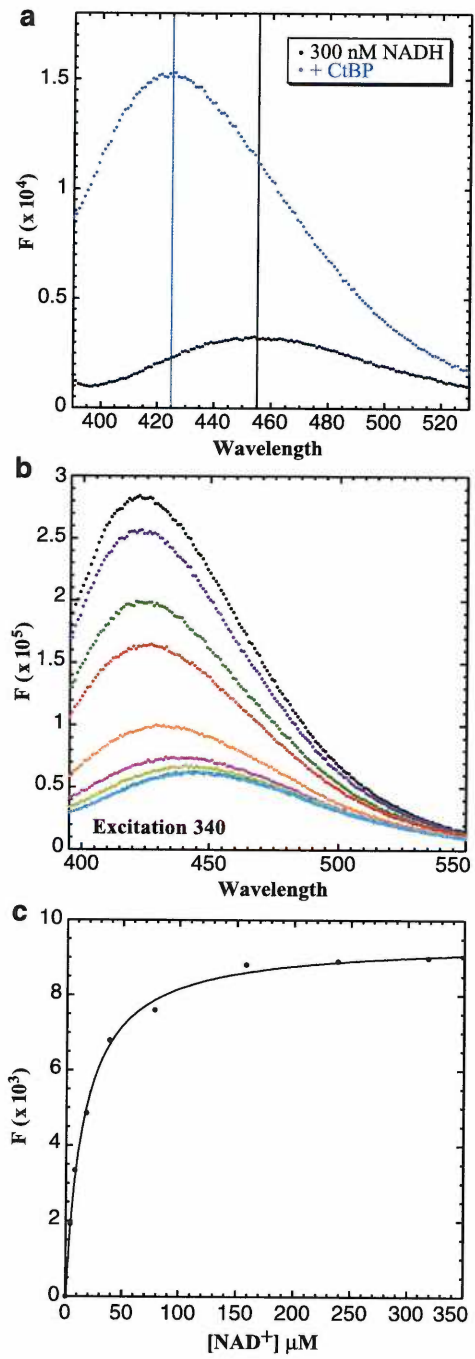 a
300 nM NADH
+ CtBP
F (x 10⁴)
1.5
1
0.5
0
400 420 440 460 480 500 520
Wavelength
b
F (x 10⁵)
3
2.5
2
1.5
1
0.5
0
Excitation 340
400 450 500 550
Wavelength
c
F (x 10³)
10
8
6
4
2
0
0 50 100 150 200 250 300 350
[NAD⁺] μM